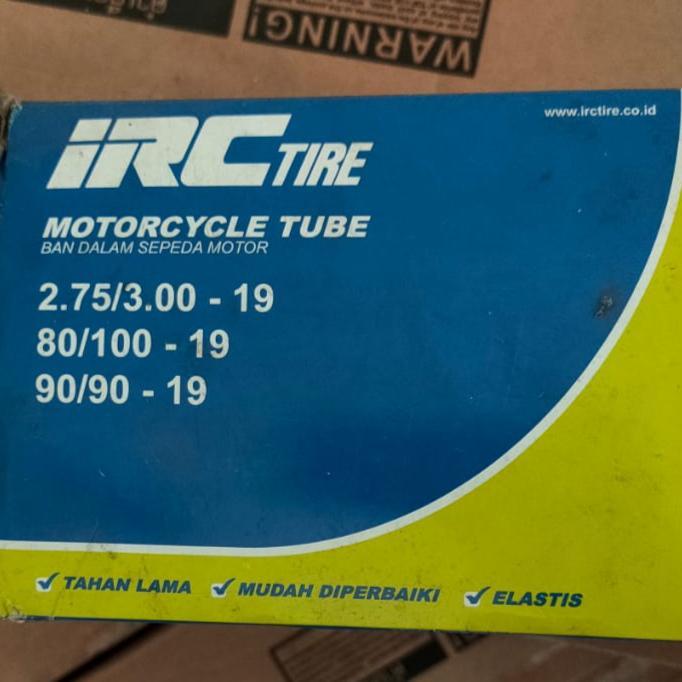 WARNING!
www.irctire.co.id
IRC TIRE
MOTORCYCLE TUBE
BAN DALAM SEPEDA MOTOR
2.75/3.00 - 19
80/100 - 19
90/90 - 19
TAHAN LAMA MUDAH DIPERBAIKI ELASTIS